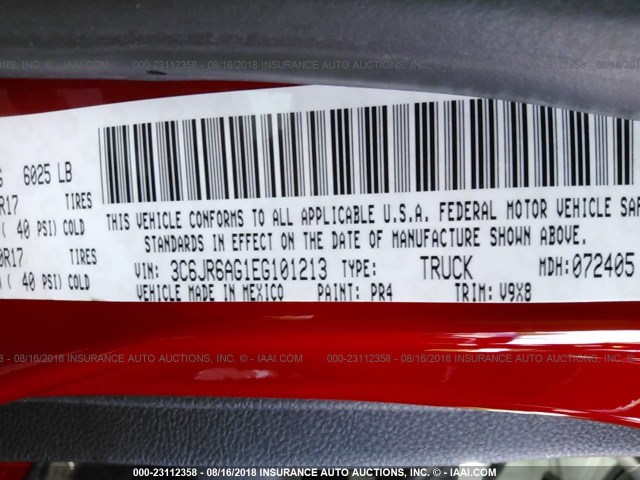 000-23112358 - 08/16/2018 INSURANCE AUTO AUCTIONS, INC. © - IAAI.COM
6025 LB
R17 TIRES
( 40 PSI) COLD
0R17 TIRES
( 40 PSI) COLD
THIS VEHICLE CONFORMS TO ALL APPLICABLE U.S.A. FEDERAL MOTOR VEHICLE SAF
STANDARDS IN EFFECT ON THE DATE OF MANUFACTURE SHOWN ABOVE.
VIN: 3C6JR6AG1EG101213 TYPE: TRUCK MDH: 072405
VEHICLE MADE IN MEXICO PAINT: PR4 TRIM: V9X8
000-23112358 - 08/16/2018 INSURANCE AUTO AUCTIONS, INC. © - IAAI.COM
000-23112358 - 08/16/2018 INSURANCE AUTO AUCTIONS, INC. © - IAAI.COM
000-23112358 - 08/16/2018 INSURANCE AUTO AUCTIONS, INC. © - IAAI.COM